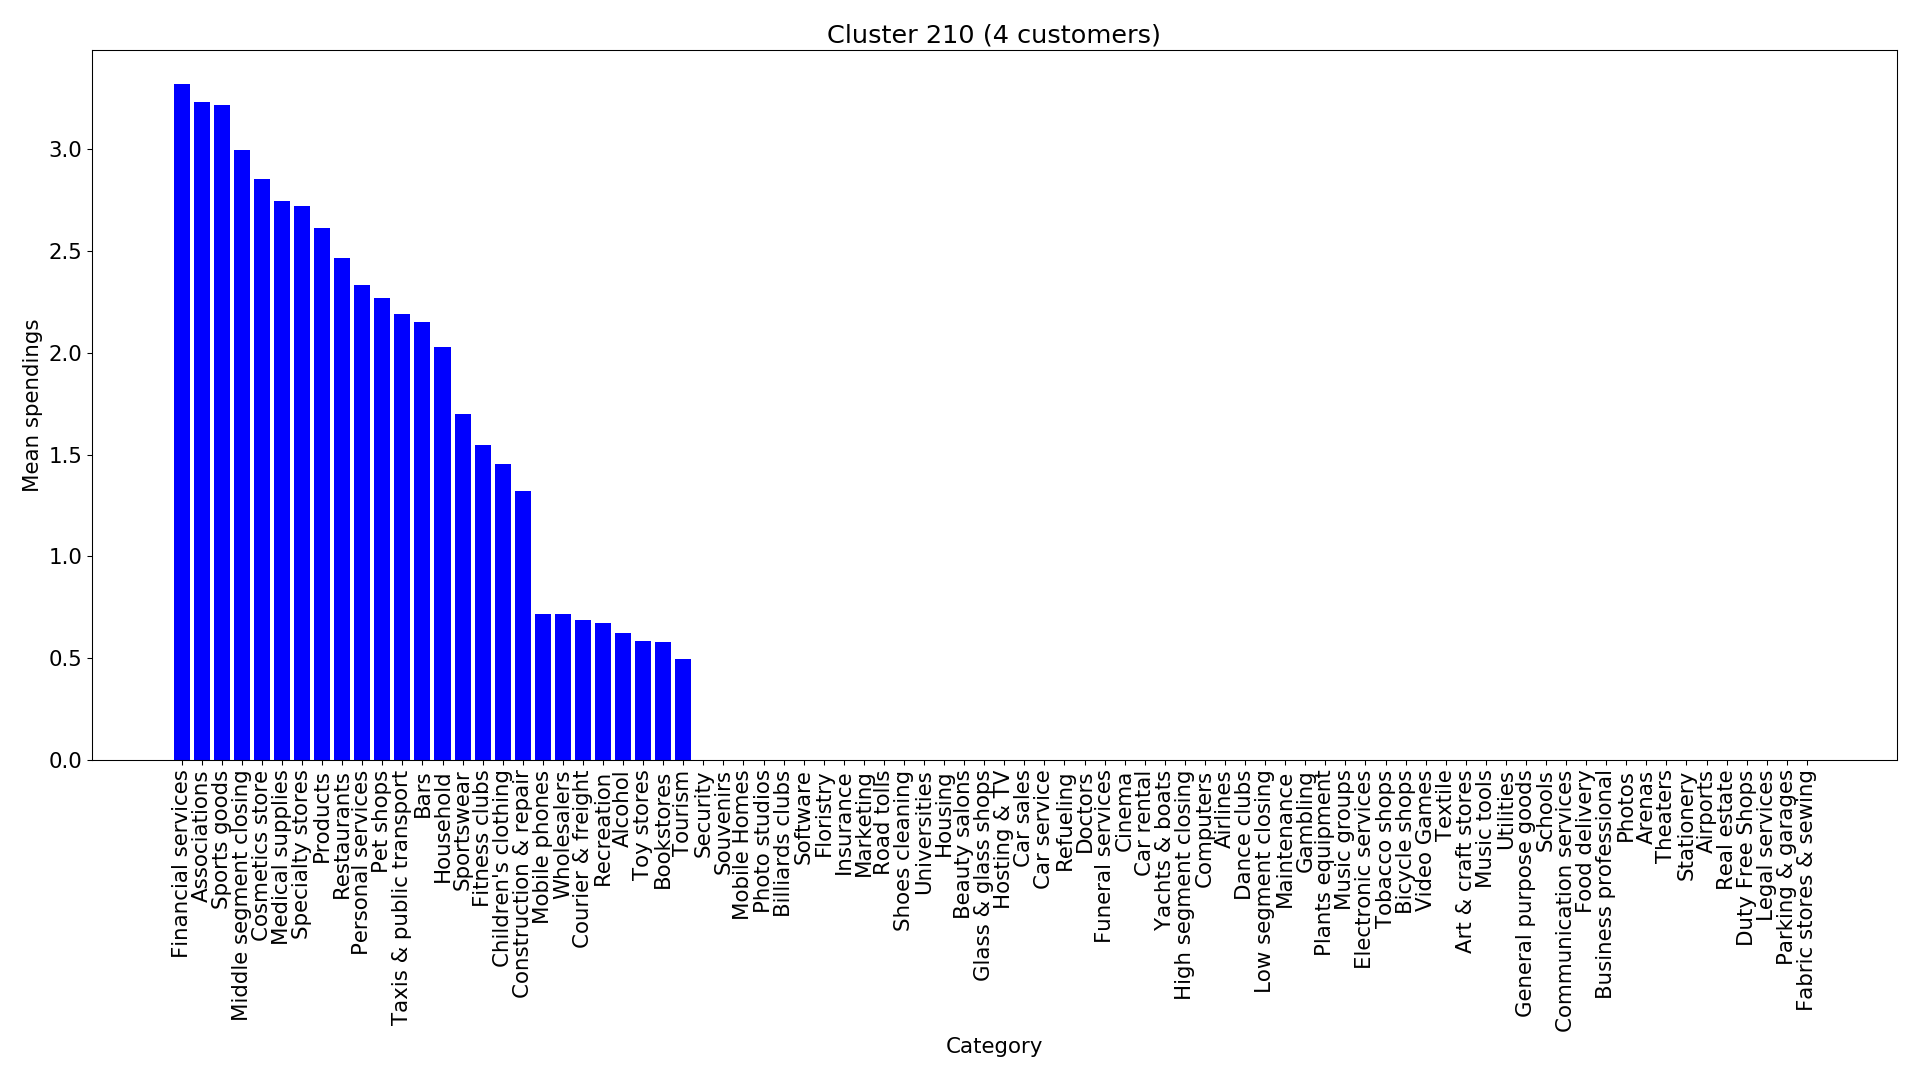 Cluster 210 (4 customers)
Mean spendings
3.0
2.5
2.0
1.5
1.0
0.5
0.0
Financial services
Associations
Sports goods
Middle segment closing
Cosmetics store
Medical supplies
Specialty stores
Products
Restaurants
Personal services
Pet shops
Taxis & public transport
Bars
Household
Sportswear
Fitness clubs
Children's clothing
Construction & repair
Mobile phones
Wholesalers
Courier & freight
Recreation
Alcohol
Toy stores
Bookstores
Tourism
Security
Souvenirs
Mobile Homes
Photo studios
Billiards clubs
Software
Floristry
Insurance
Marketing
Road tolls
Shoes cleaning
Universities
Housing
Beauty salons
Glass & glass shops
Hosting & TV
Car sales
Car service
Refueling
Doctors
Funeral services
Cinema
Car rental
Yachts & boats
High segment closing
Computers
Airlines
Dance clubs
Low segment closing
Maintenance
Gambling
Plants equipment
Music groups
Electronic services
Tobacco shops
Bicycle shops
Video Games
Textile
Art & craft stores
Music tools
Utilities
General purpose goods
Schools
Communication services
Food delivery
Business professional
Photos
Arenas
Theaters
Stationery
Airports
Real estate
Duty Free Shops
Legal services
Parking & garages
Fabric stores & sewing
Category